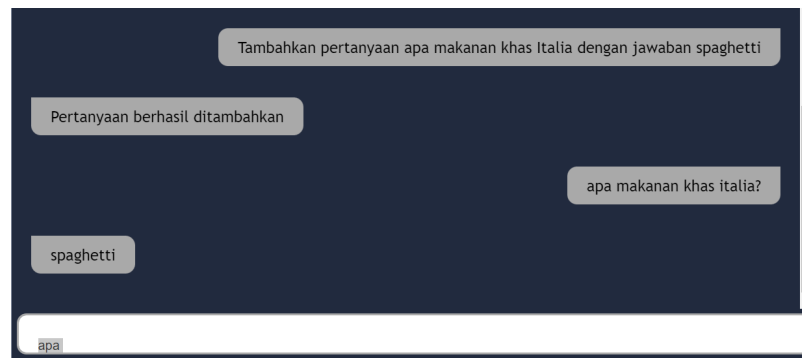 Tambahkan pertanyaan apa makanan khas Italia dengan jawaban spaghetti
Pertanyaan berhasil ditambahkan
apa makanan khas italia?
spaghetti
apa